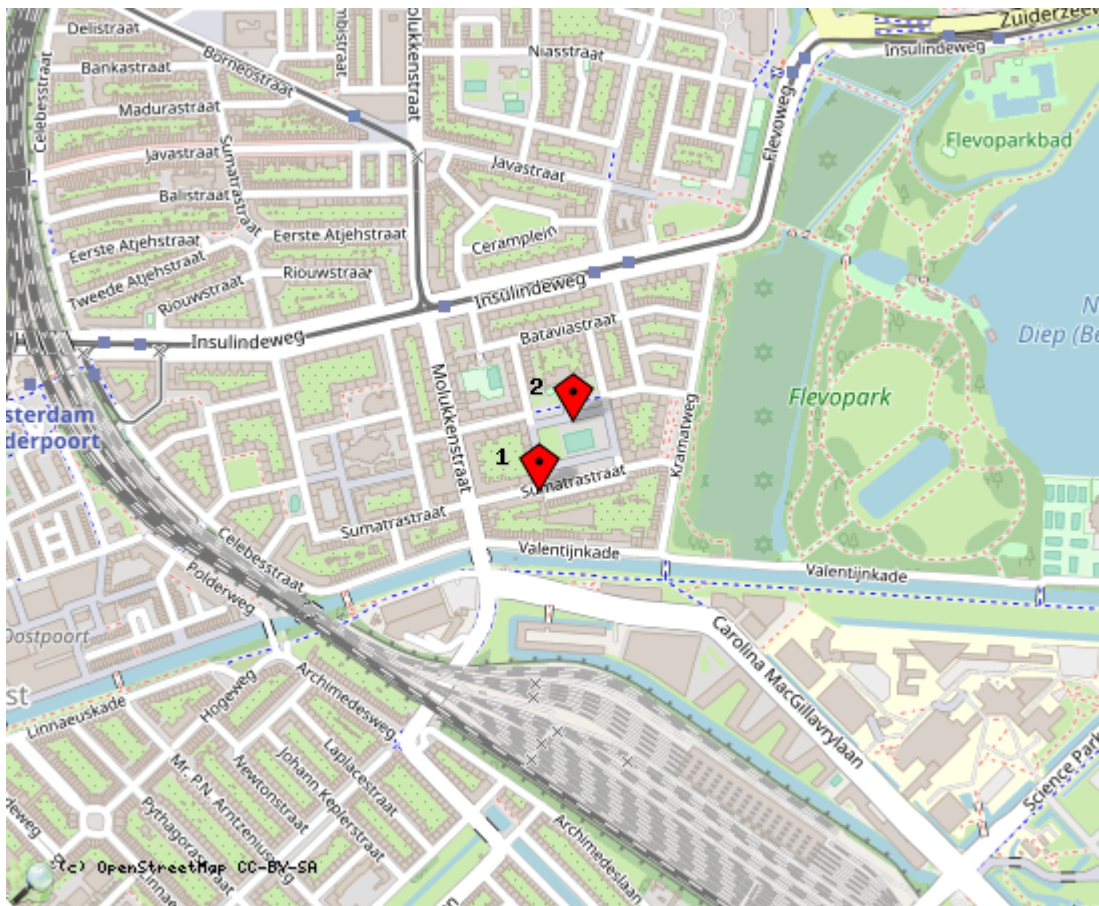 Delistraat
Zuiderzee
Insulindeweg
Niasstraat
Borneostraat
Bankastraat
Celebesstraat
Madurastraat
Flevoweg
Flevoparkbad
Javastraat
Javastraat
Sumatrastraat
Balistraat
Eerste Atjehstraat
Eerste Atjehstraat
Ceramplein
Tweede Atjehstraat
Riouwstraat
Riouwstraat
Insulindeweg
Insulindeweg
Bataviastraat
Diep (Be
2
Molukkenstraat
Flevopark
sterdam
derpoort
Kramatweg
1
Sumatrastraat
Sumatrastraat
Celebesstraat
Valentijnkade
Valentijnkade
Polderweg
Oostpoort
Carolina MacGillavrylaan
st
Linnaeuskade
Hogeweg
Archimedesweg
Science Park
Mr. P.N. Arntzeniusweg
Newtonstraat
Johann Keplerstraat
Laplacestraat
Pythagorasstraat
Archimedeslaan
(c) OpenStreetMap CC-BY-SA